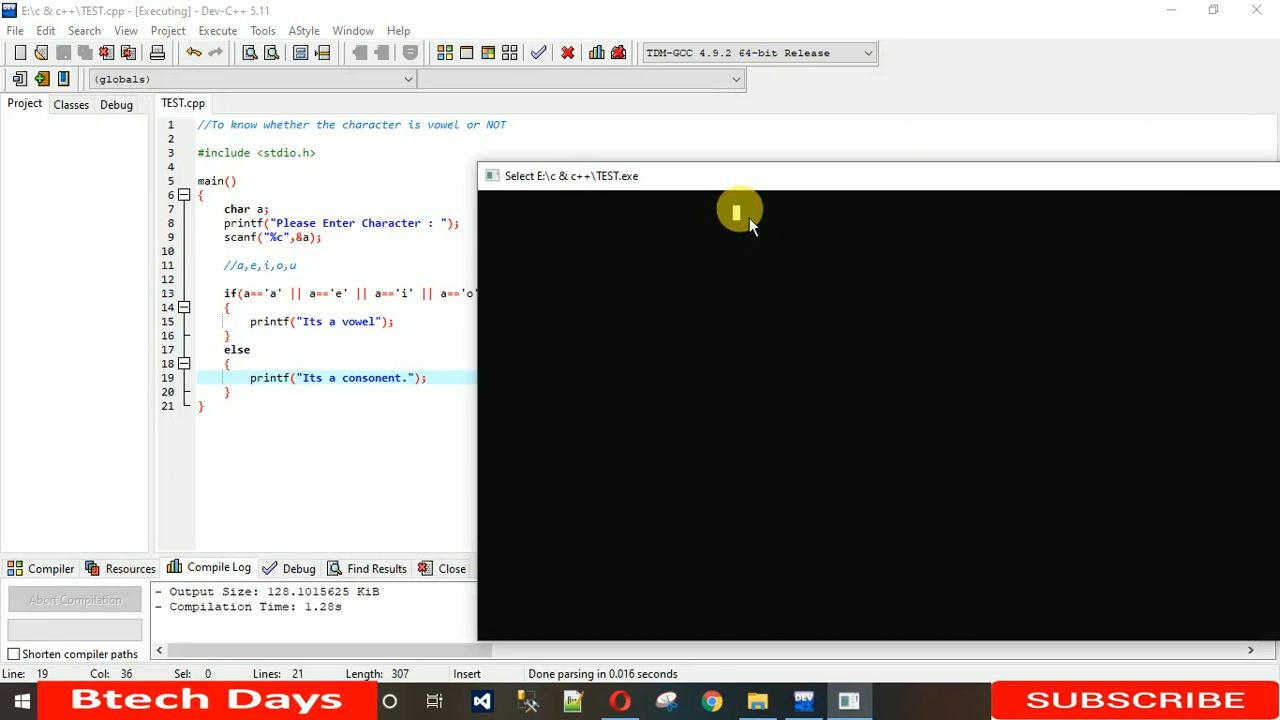 E:\c & c++\TEST.cpp - [Executing] - Dev-C++ 5.11
File Edit Search View Project Execute Tools AStyle Window Help
TDM-GCC 4.9.2 64-bit Release
(globals)
Project Classes Debug TEST.cpp
1 //To know whether the character is vowel or NOT
2
3 #include <stdio.h>
4
5 main()
6 {
7 char a;
8 printf("Please Enter Character : ");
9 scanf("%c",&a);
10
11 //a,e,i,o,u
12
13 if(a=='a' || a=='e' || a=='i' || a=='o'
14 {
15 printf("Its a vowel");
16 }
17 else
18 {
19 printf("Its a consonent.");
20 }
21 }
Select E:\c & c++\TEST.exe
Compiler Resources Compile Log Debug Find Results Close
Abort Compilation
Shorten compiler paths
- Output Size: 128.1015625 KiB
- Compilation Time: 1.28s
Line: 19 Col: 36 Sel: 0 Lines: 21 Length: 307 Insert Done parsing in 0.016 seconds
Btech Days
DEV
SUBSCRIBE